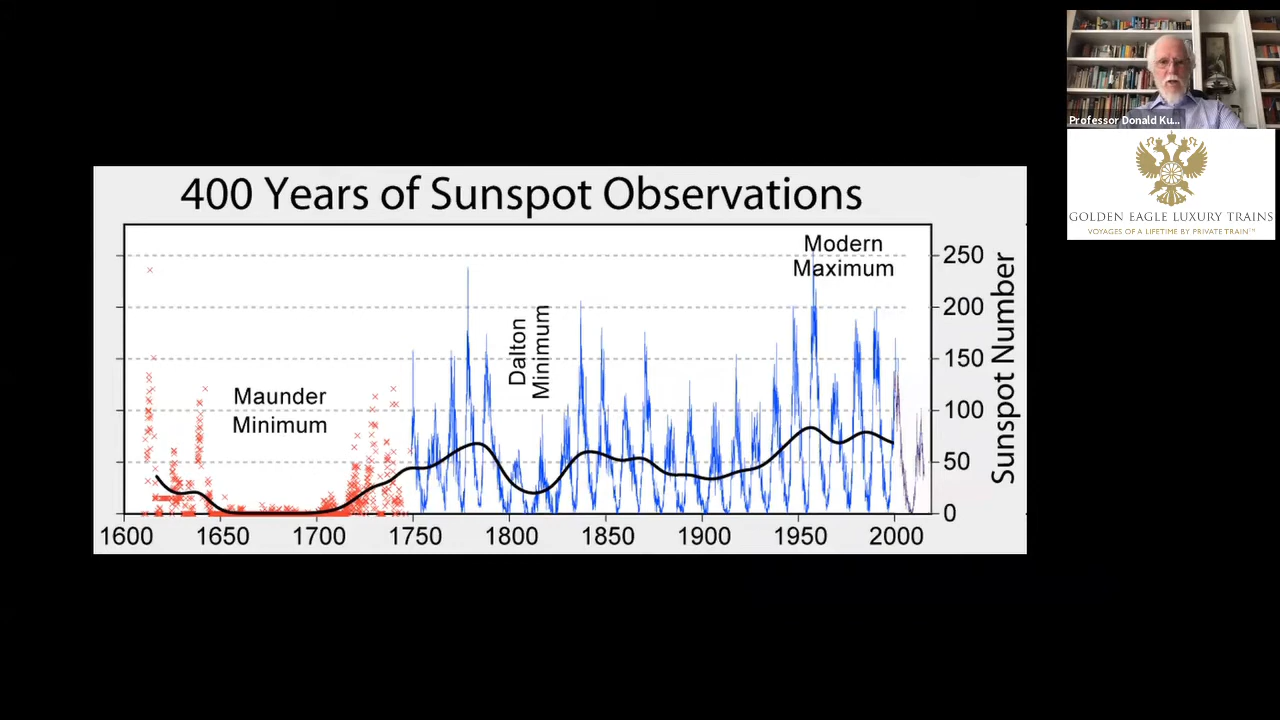 400 Years of Sunspot Observations
Modern
Maximum
Dalton
Minimum
Maunder
Minimum
250
200
150
100
50
0
Sunspot Number
1600
1650
1700
1750
1800
1850
1900
1950
2000
Professor Donald Ku...
GOLDEN EAGLE LUXURY TRAINS
VOYAGES OF A LIFETIME BY PRIVATE TRAIN™